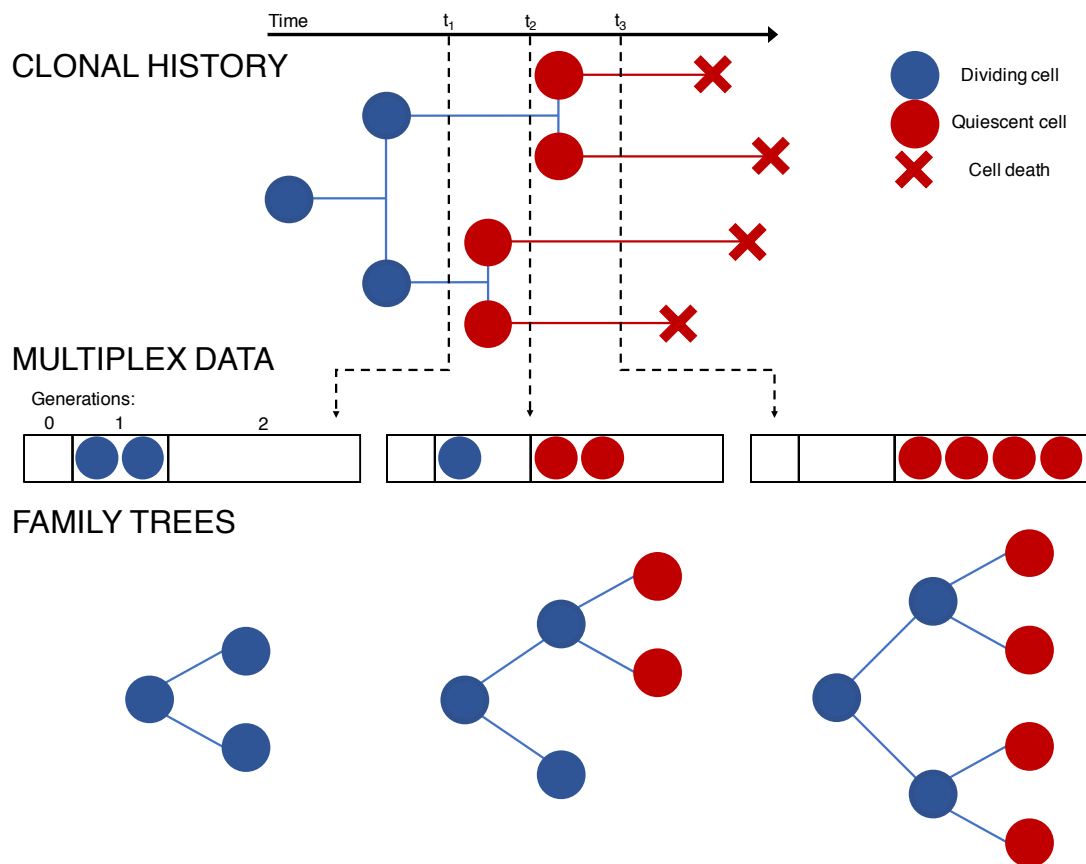 Time t₁ t₂ t₃
CLONAL HISTORY
Dividing cell
Quiescent cell
Cell death
MULTIPLEX DATA
Generations:
0 1 2
FAMILY TREES